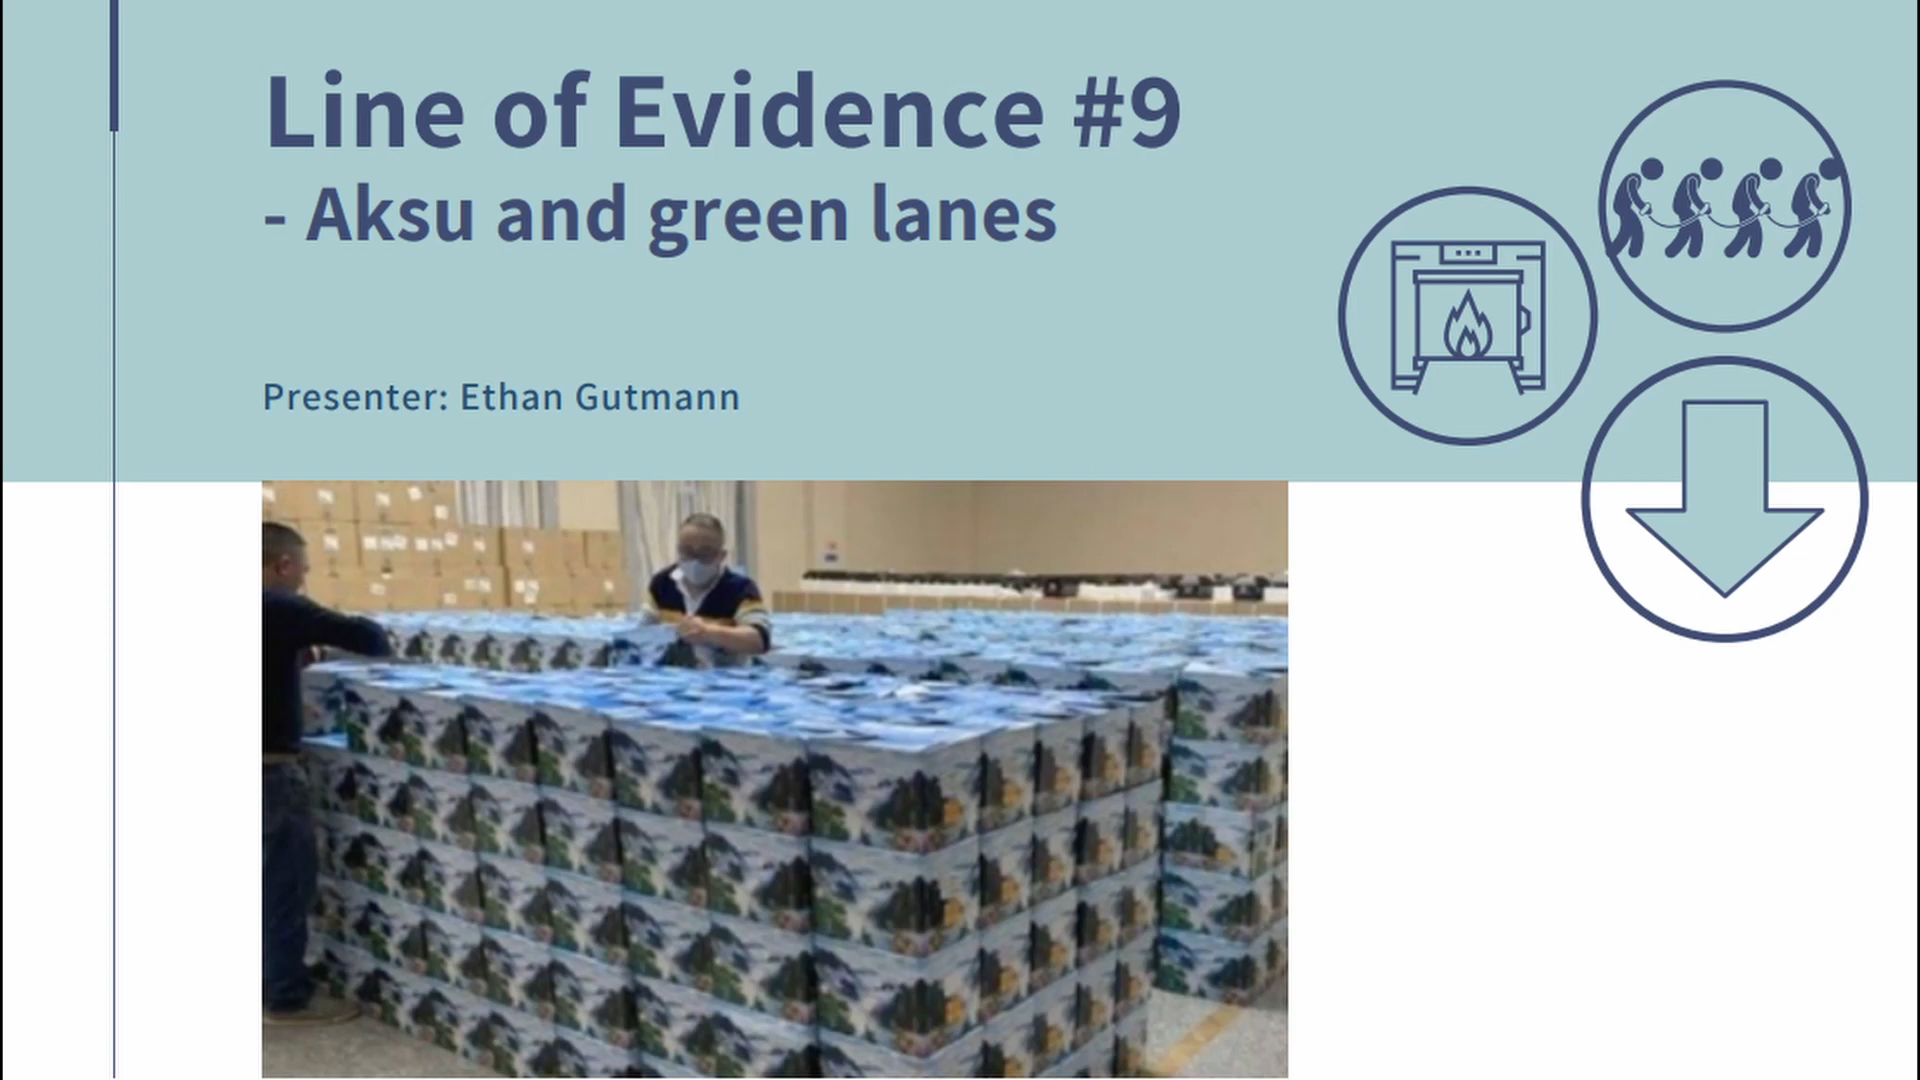 Line of Evidence #9
- Aksu and green lanes
Presenter: Ethan Gutmann